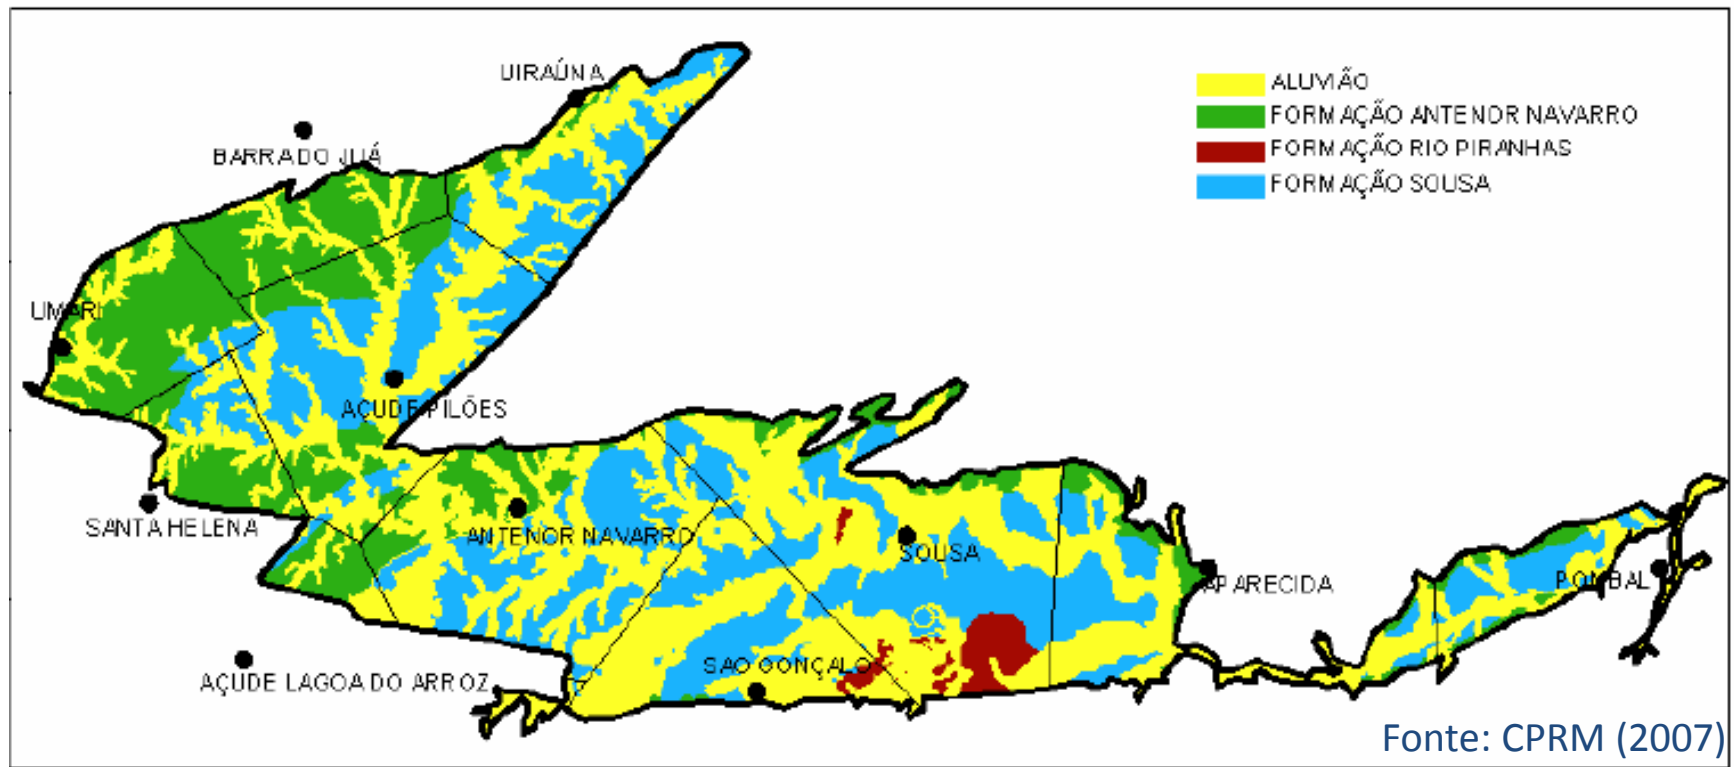 UIRAÚNA
BARRA DO JUÁ
UMARI
AÇUDE PILÕES
SANTA HELENA
ANTENOR NAVARRO
SOUSA
APARECIDA
POMBAL
AÇUDE LAGOA DO ARROZ
SAO GONÇALO
ALUVIÃO
FORMAÇÃO ANTENOR NAVARRO
FORMAÇÃO RIO PIRANHAS
FORMAÇÃO SOUSA
Fonte: CPRM (2007)